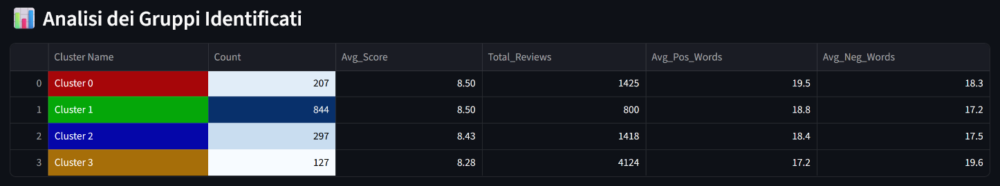 Analisi dei Gruppi Identificati
Cluster Name Count Avg_Score Total_Reviews Avg_Pos_Words Avg_Neg_Words
0 Cluster 0 207 8.50 1425 19.5 18.3
1 Cluster 1 844 8.50 800 18.8 17.2
2 Cluster 2 297 8.43 1418 18.4 17.5
3 Cluster 3 127 8.28 4124 17.2 19.6